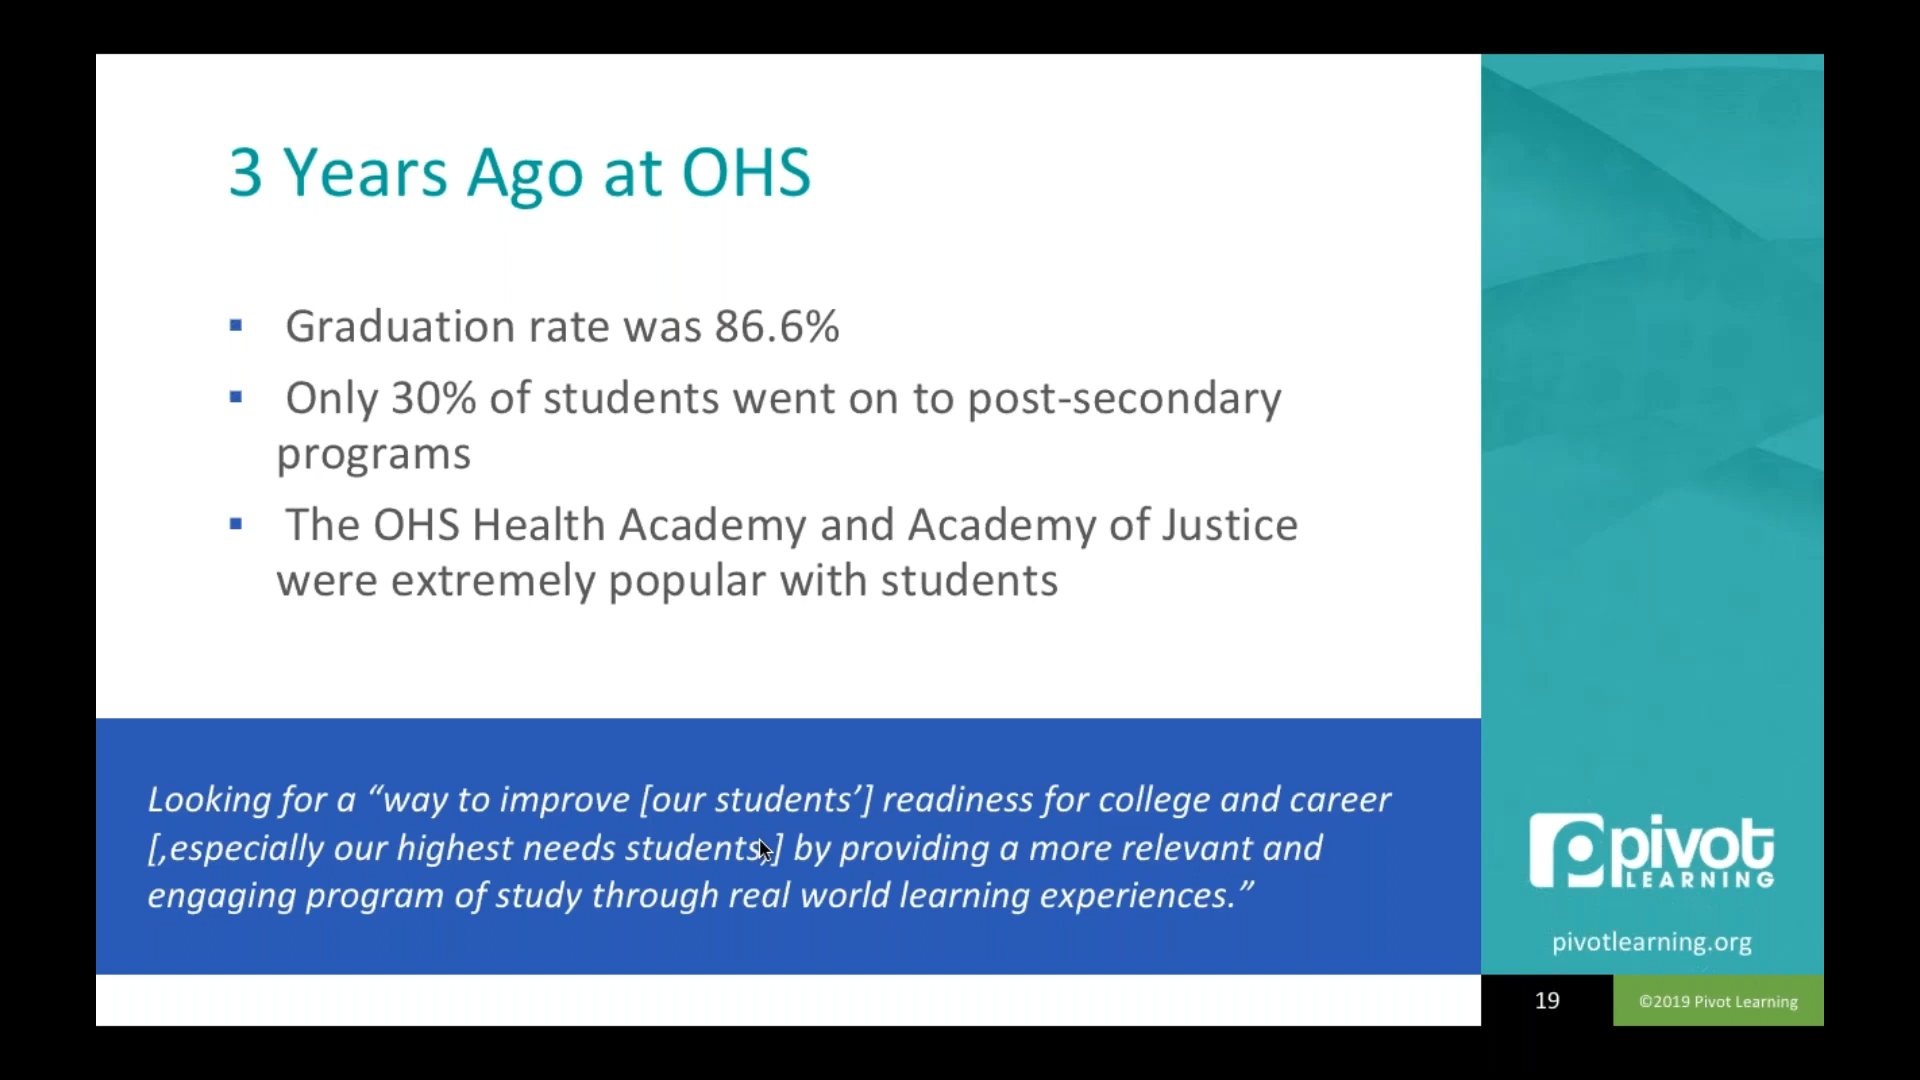 3 Years Ago at OHS
▪ Graduation rate was 86.6%
▪ Only 30% of students went on to post-secondary
programs
▪ The OHS Health Academy and Academy of Justice
were extremely popular with students
Looking for a “way to improve [our students’] readiness for college and career
[,especially our highest needs students,] by providing a more relevant and
engaging program of study through real world learning experiences.”
pivot
LEARNING
pivotlearning.org
19
©2019 Pivot Learning